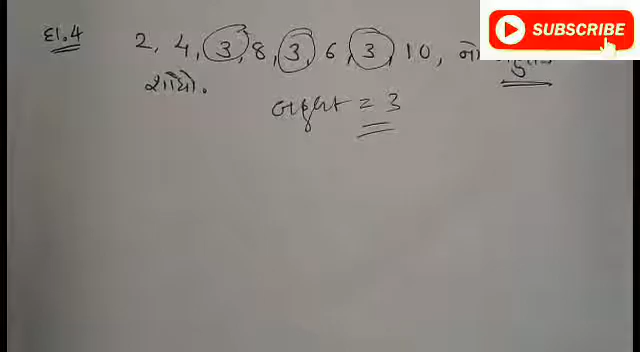 દા.4 2, 4, 3, 8, 3, 6, 3, 10, નો
શોધો.
બહુલક = 3
SUBSCRIBE